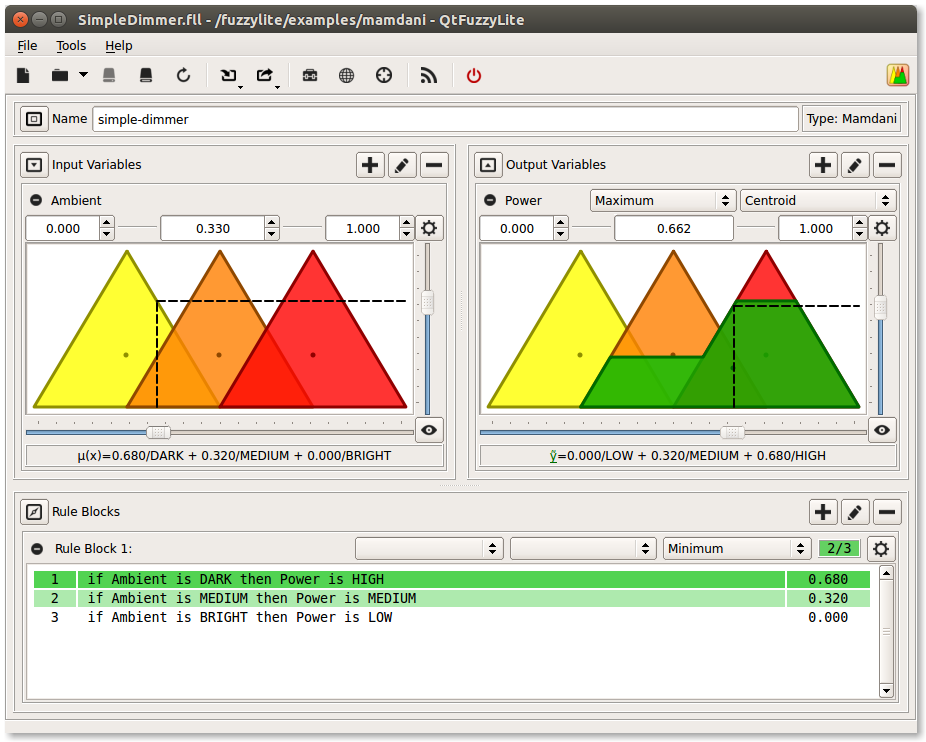 SimpleDimmer.fll - /fuzzylite/examples/mamdani - QtFuzzyLite
File Tools Help
Name simple-dimmer Type: Mamdani
Input Variables
Ambient
0.000 0.330 1.000
μ(x)=0.680/DARK + 0.320/MEDIUM + 0.000/BRIGHT
Output Variables
Power Maximum Centroid
0.000 0.662 1.000
ỹ=0.000/LOW + 0.320/MEDIUM + 0.680/HIGH
Rule Blocks
Rule Block 1: Minimum 2/3
1 if Ambient is DARK then Power is HIGH 0.680
2 if Ambient is MEDIUM then Power is MEDIUM 0.320
3 if Ambient is BRIGHT then Power is LOW 0.000